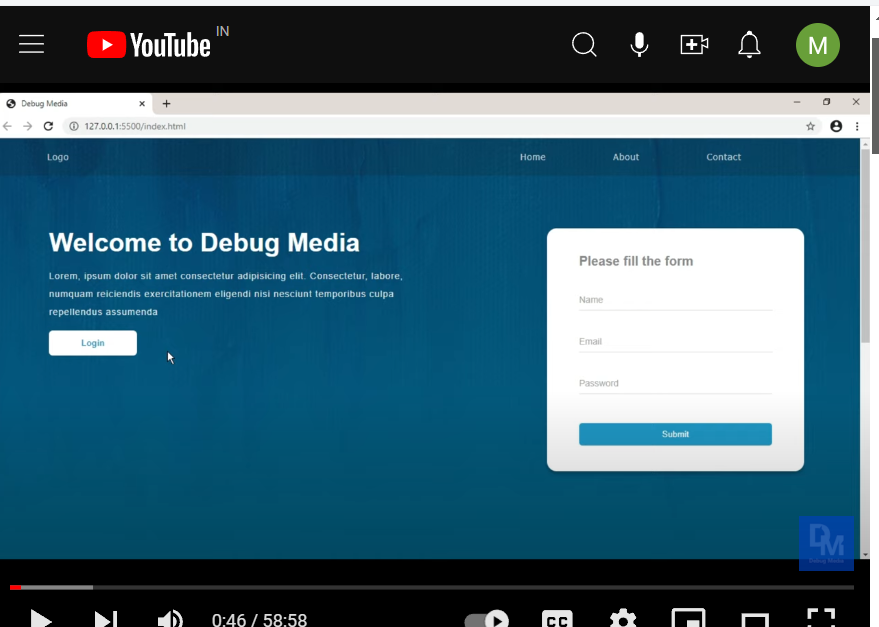 YouTube IN
M
Debug Media
127.0.0.1:5500/index.html
Logo
Home
About
Contact
Welcome to Debug Media
Lorem, ipsum dolor sit amet consectetur adipisicing elit. Consectetur, labore,
numquam reiciendis exercitationem eligendi nisi nesciunt temporibus culpa
repellendus assumenda
Login
Please fill the form
Name
Email
Password
Submit
DM
Debug Media
0:46 / 58:58
CC